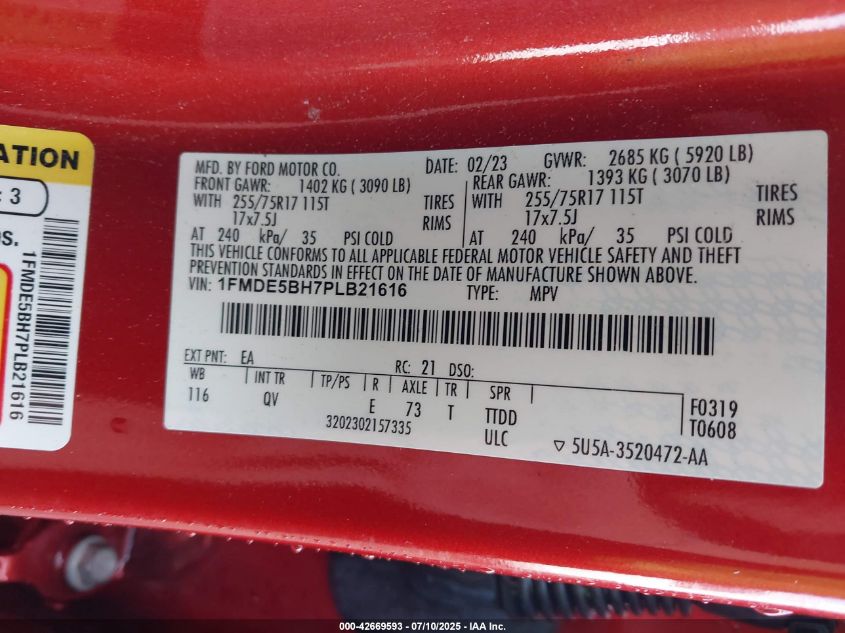 ATION
: 3
OS.
1FMDE5BH7PLB21616
MFD. BY FORD MOTOR CO. DATE: 02/23 GVWR: 2685 KG ( 5920 LB)
FRONT GAWR: 1402 KG ( 3090 LB) REAR GAWR: 1393 KG ( 3070 LB)
WITH 255/75R17 115T TIRES WITH 255/75R17 115T TIRES
17x7.5J RIMS 17x7.5J RIMS
AT 240 kPa/ 35 PSI COLD AT 240 kPa/ 35 PSI COLD
THIS VEHICLE CONFORMS TO ALL APPLICABLE FEDERAL MOTOR VEHICLE SAFETY AND THEFT
PREVENTION STANDARDS IN EFFECT ON THE DATE OF MANUFACTURE SHOWN ABOVE.
VIN: 1FMDE5BH7PLB21616 TYPE: MPV
EXT PNT: EA RC: 21 DSO:
WB INT TR TP/PS R AXLE TR SPR
116 QV E 73 T TTDD F0319
3202302157335 ULC T0608
5U5A-3520472-AA
000-42669593 - 07/10/2025 - IAA Inc.